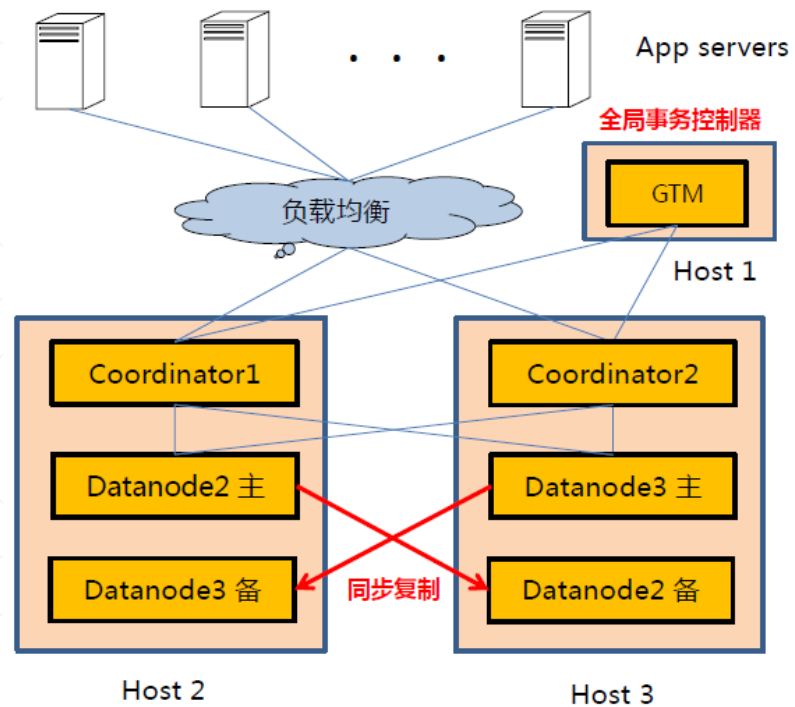 App servers
全局事务控制器
GTM
负载均衡
Host 1
Coordinator1
Coordinator2
Datanode2 主
Datanode3 主
Datanode3 备
同步复制
Datanode2 备
Host 2
Host 3